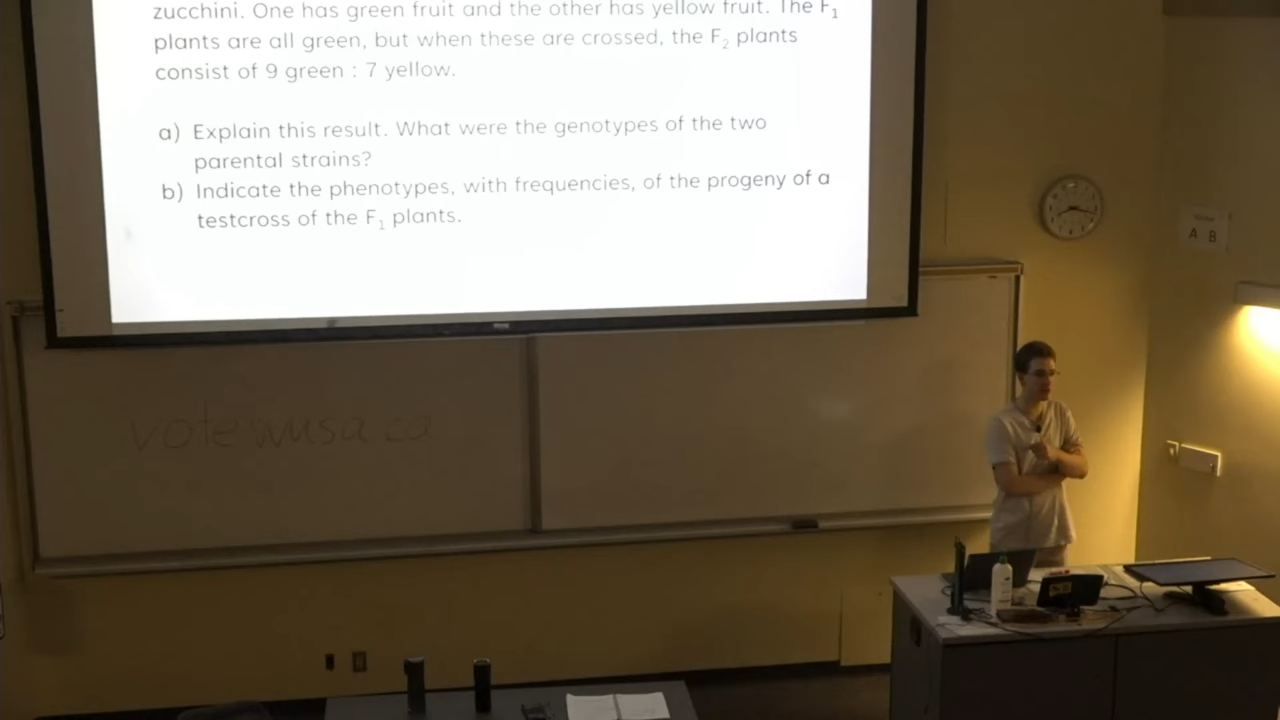 zucchini. One has green fruit and the other has yellow fruit. The F₁
plants are all green, but when these are crossed, the F₂ plants
consist of 9 green : 7 yellow.
a) Explain this result. What were the genotypes of the two
parental strains?
b) Indicate the phenotypes, with frequencies, of the progeny of a
testcross of the F₁ plants.
votewusa.ca
A B